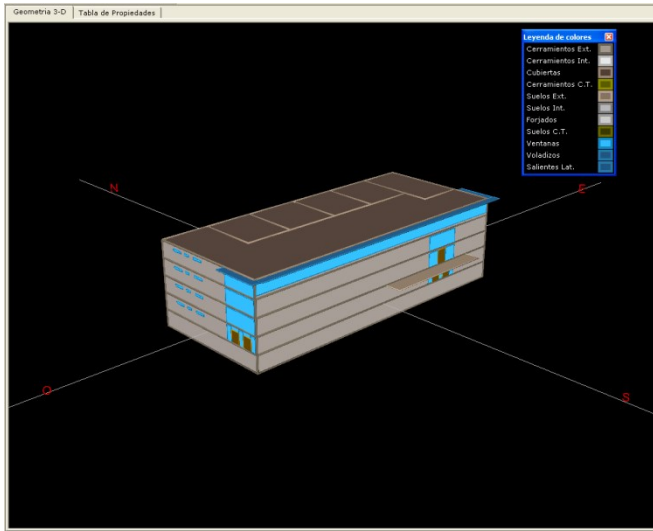 Geometria 3-D Tabla de Propiedades
Leyenda de colores
Cerramientos Ext.
Cerramientos Int.
Cubiertas
Cerramientos C.T.
Suelos Ext.
Suelos Int.
Forjados
Suelos C.T.
Ventanas
Voladizos
Salientes Lat.
N
E
O
S